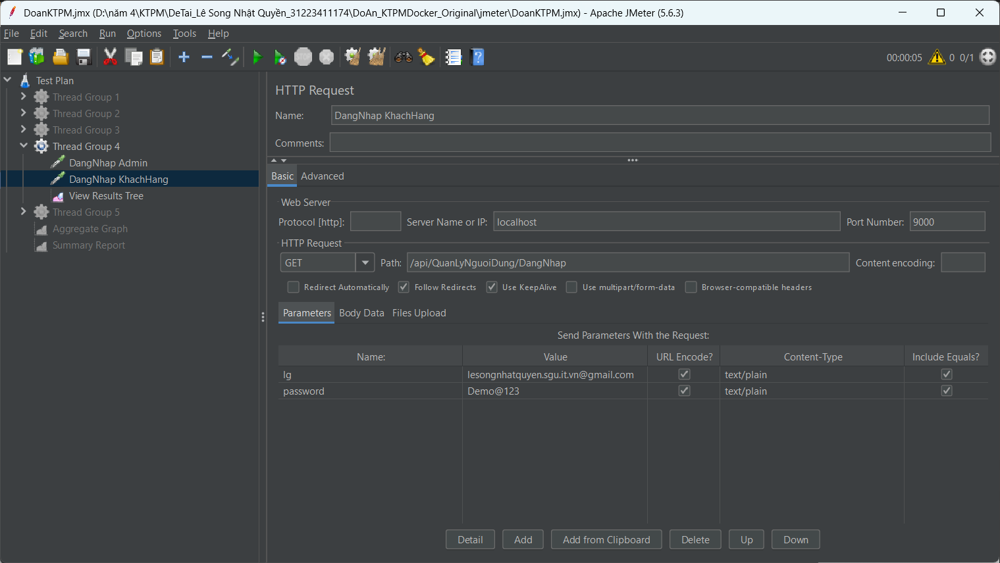 DoanKTPM.jmx (D:\năm 4\KTPM\DeTai_Lê Song Nhật Quyền_31223411174\DoAn_KTPMDocker_Original\jmeter\DoanKTPM.jmx) - Apache JMeter (5.6.3)
File Edit Search Run Options Tools Help
STOP
00:00:05 0 0/1
Test Plan
Thread Group 1
Thread Group 2
Thread Group 3
Thread Group 4
DangNhap Admin
DangNhap KhachHang
View Results Tree
Thread Group 5
Aggregate Graph
Summary Report
HTTP Request
Name: DangNhap KhachHang
Comments:
Basic Advanced
Web Server
Protocol [http]: Server Name or IP: localhost Port Number: 9000
HTTP Request
GET Path: /api/QuanLyNguoiDung/DangNhap Content encoding:
Redirect Automatically Follow Redirects Use KeepAlive Use multipart/form-data Browser-compatible headers
Parameters Body Data Files Upload
Send Parameters With the Request:
Name: Value URL Encode? Content-Type Include Equals?
lg lesongnhatquyen.sgu.it.vn@gmail.com text/plain
password Demo@123 text/plain
Detail Add Add from Clipboard Delete Up Down